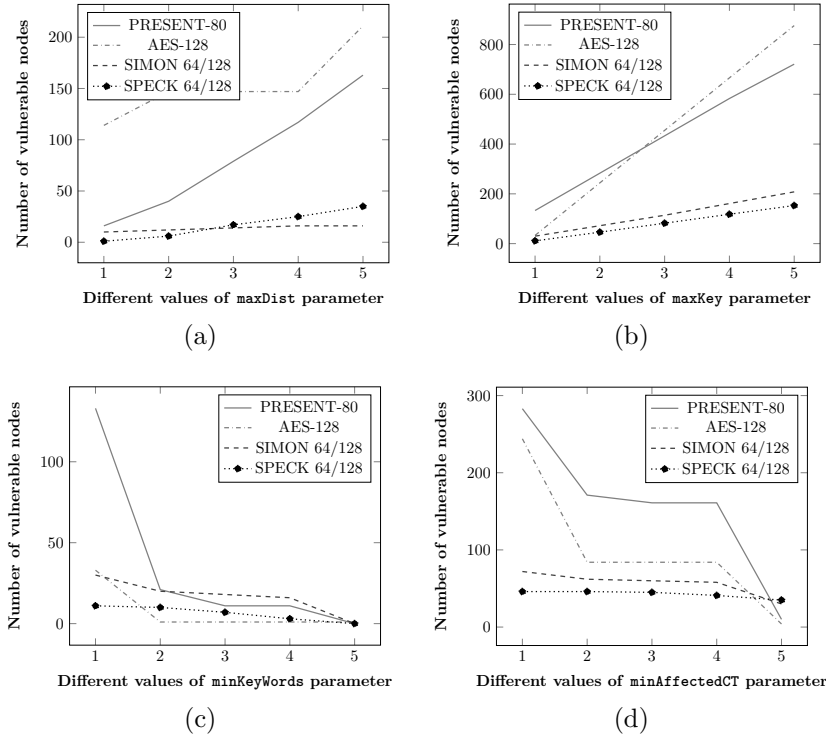 PRESENT-80
AES-128
SIMON 64/128
SPECK 64/128
200
150
100
50
0
1 2 3 4 5
Number of vulnerable nodes
Different values of maxDist parameter
(a)
PRESENT-80
AES-128
SIMON 64/128
SPECK 64/128
800
600
400
200
0
1 2 3 4 5
Number of vulnerable nodes
Different values of maxKey parameter
(b)
PRESENT-80
AES-128
SIMON 64/128
SPECK 64/128
100
50
0
1 2 3 4 5
Number of vulnerable nodes
Different values of minKeyWords parameter
(c)
PRESENT-80
AES-128
SIMON 64/128
SPECK 64/128
300
200
100
0
1 2 3 4 5
Number of vulnerable nodes
Different values of minAffectedCT parameter
(d)